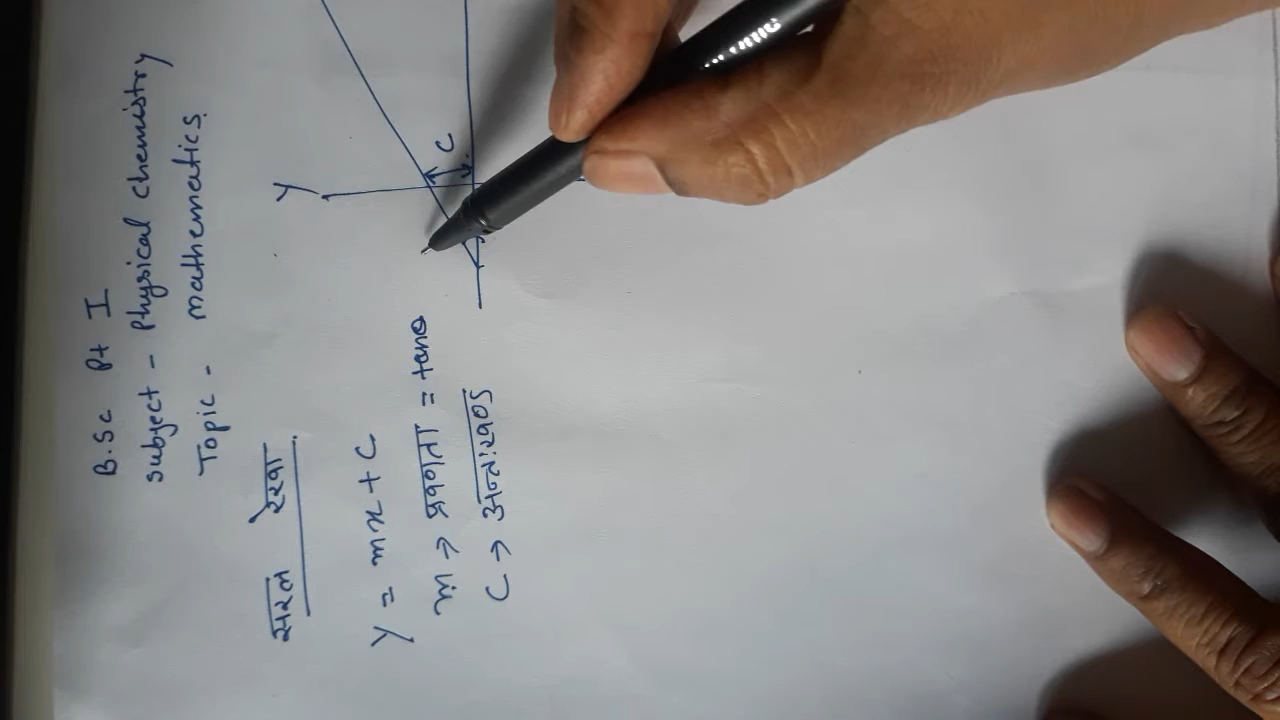 B.Sc Pt I
Subject - Physical chemistry
Topic - mathematics.
सरल रेखा
y = mx + c
m → प्रवणता = tanθ
C → अन्तःखण्ड
Y
C